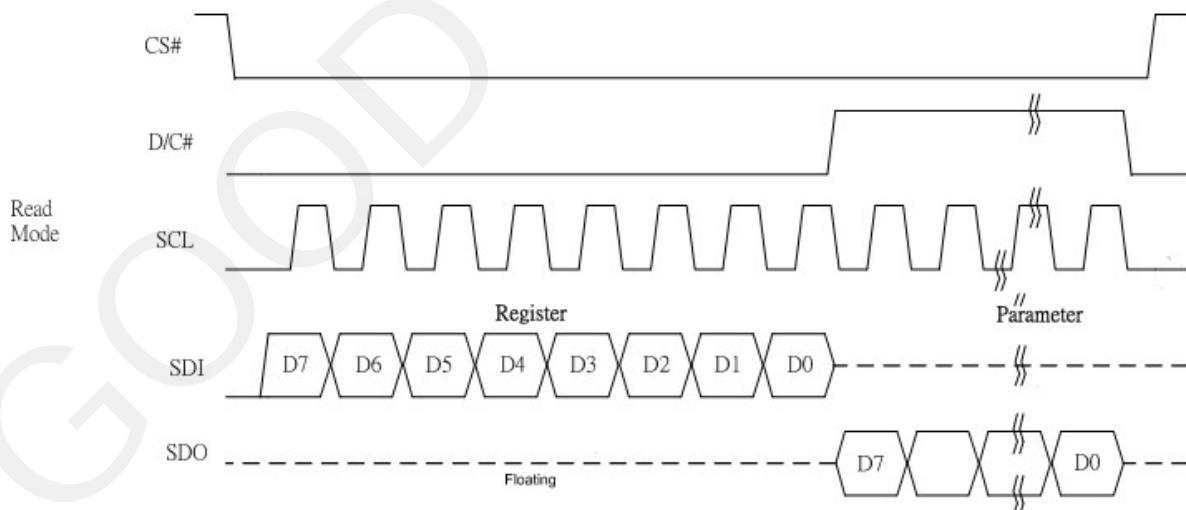 CS#
D/C#
Read
Mode
SCL
Register
Parameter
SDI
D7 D6 D5 D4 D3 D2 D1 D0
SDO
D7 D0
Floating
GOOD